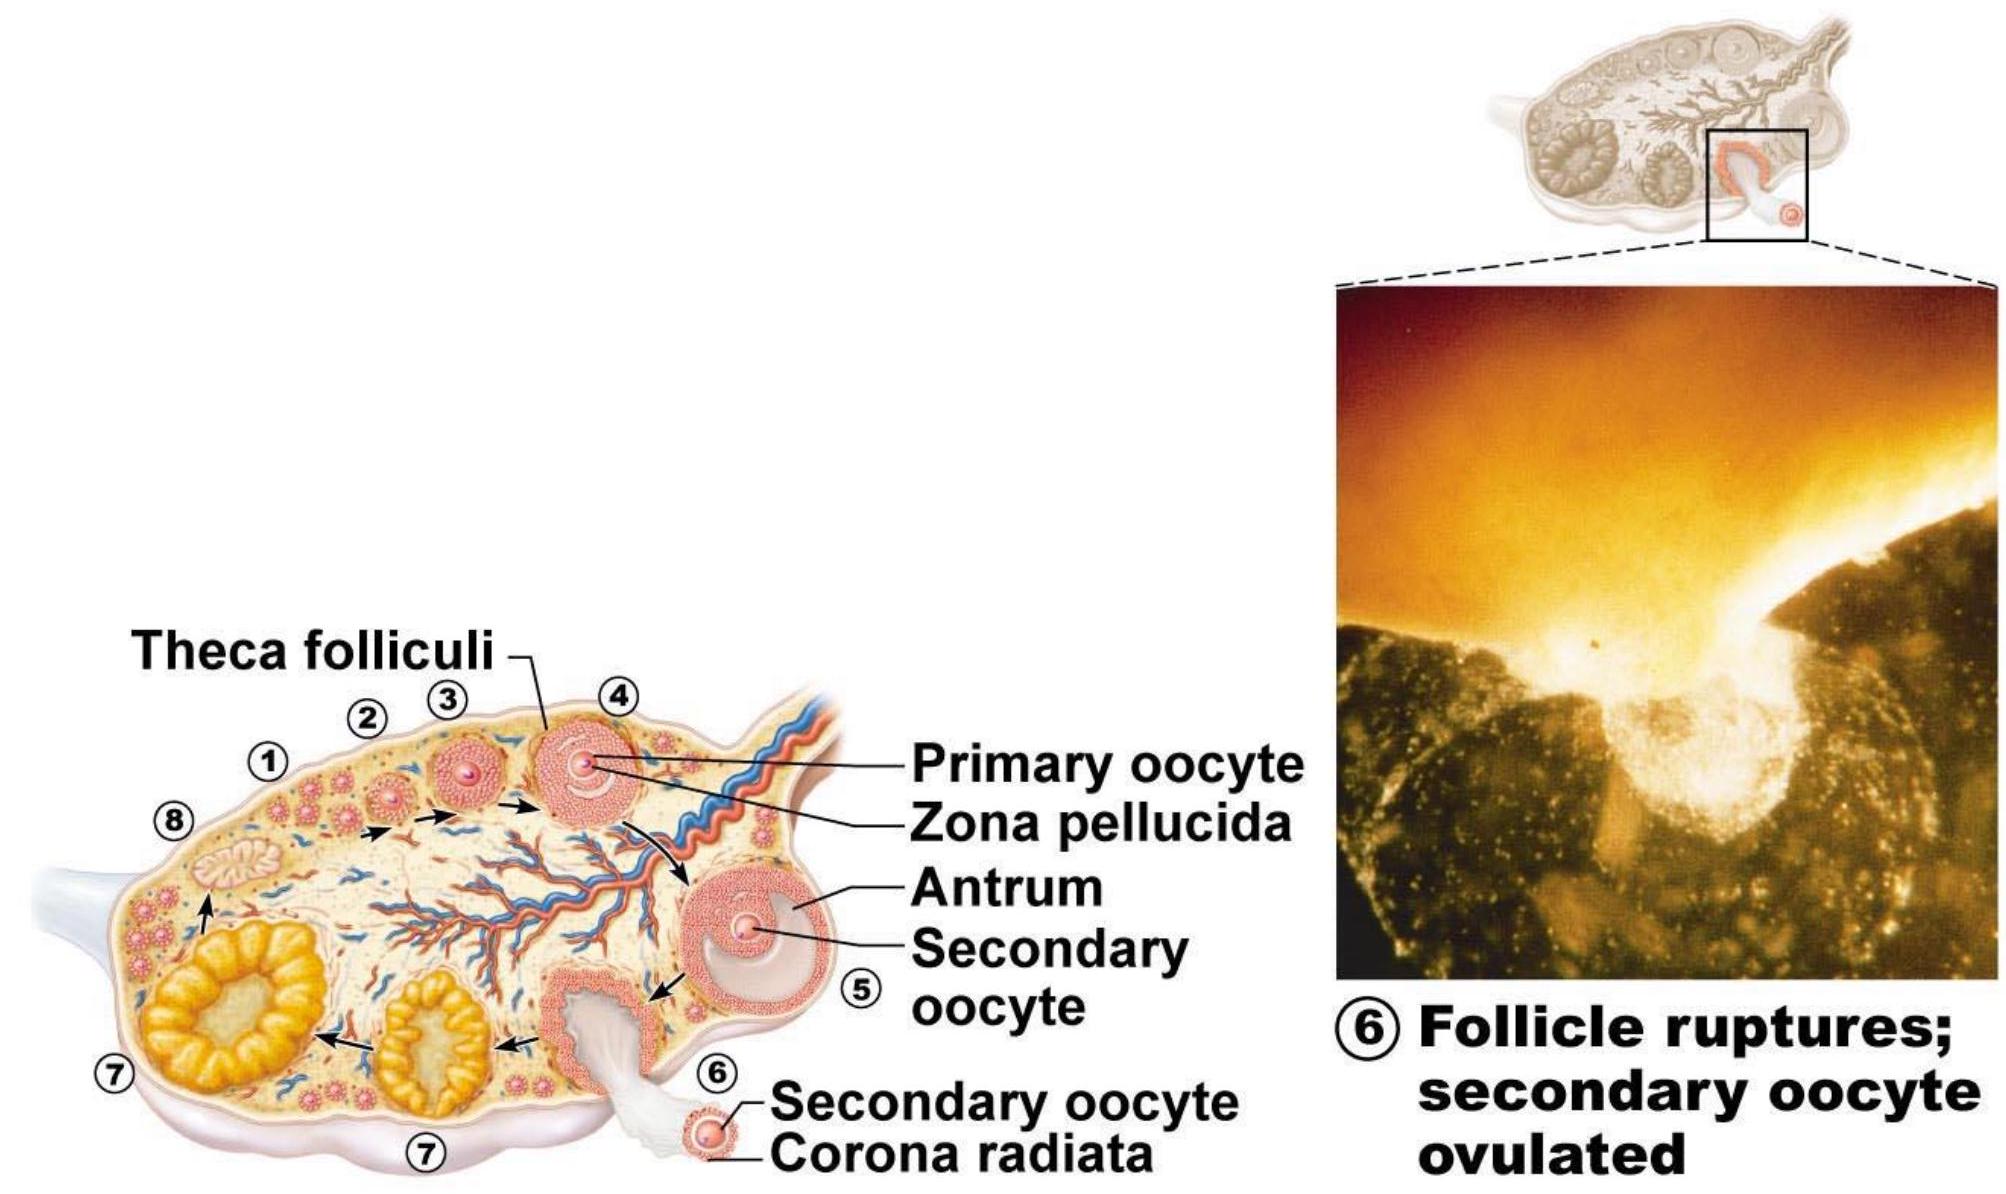 Theca folliculi
③
④
②
①
Primary oocyte
⑧
Zona pellucida
Antrum
Secondary
oocyte
⑤
⑥ Follicle ruptures;
secondary oocyte
ovulated
⑦
⑥
Secondary oocyte
Corona radiata
⑦